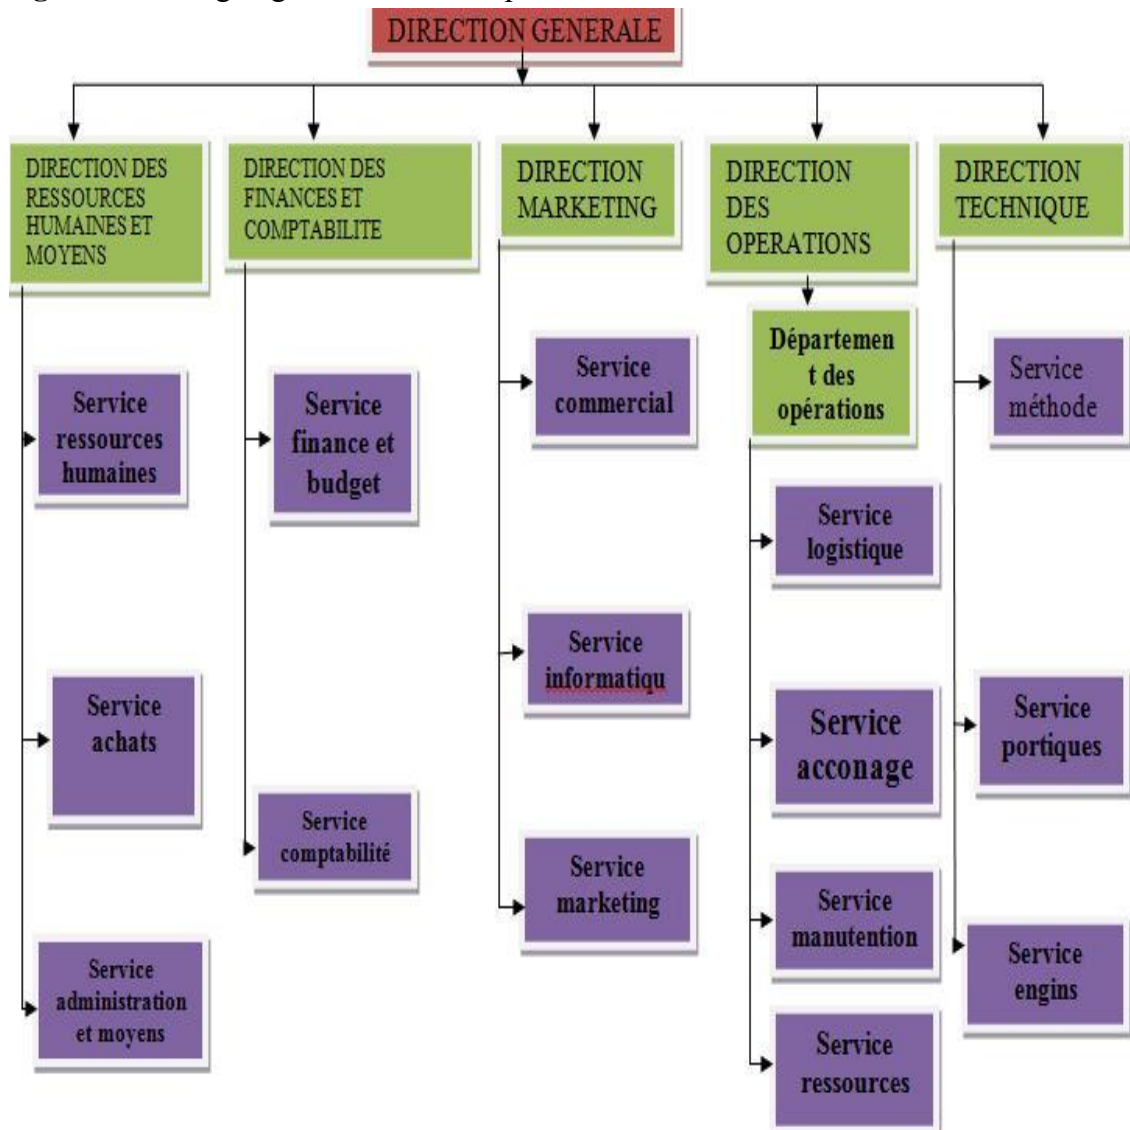 DIRECTION GENERALE
DIRECTION DES
RESSOURCES
HUMAINES ET
MOYENS
DIRECTION DES
FINANCES ET
COMPTABILITE
DIRECTION
MARKETING
DIRECTION
DES
OPERATIONS
DIRECTION
TECHNIQUE
Service
ressources
humaines
Service
achats
Service
administration
et moyens
Service
finance et
budget
Service
comptabilité
Service
commercial
Service
informatiqu
Service
marketing
Départemen
t des
opérations
Service
logistique
Service
acconage
Service
manutention
Service
ressources
Service
méthode
Service
portiques
Service
engins